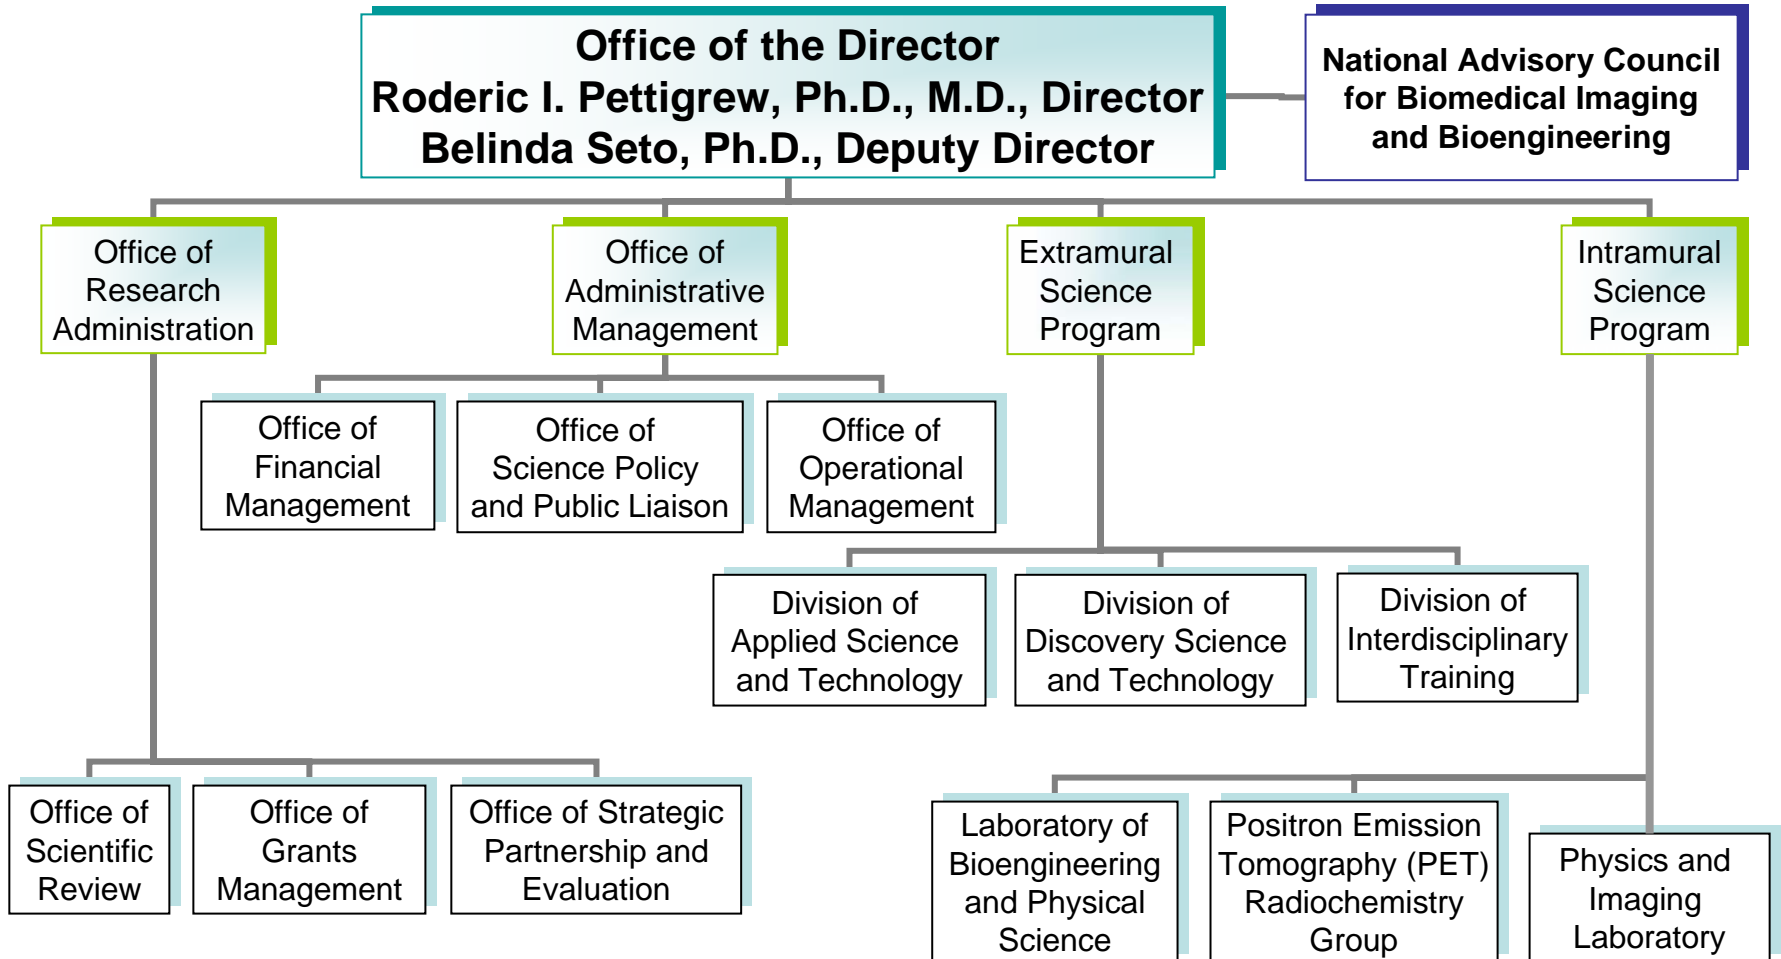 Office of the Director
Roderic I. Pettigrew, Ph.D., M.D., Director
Belinda Seto, Ph.D., Deputy Director
National Advisory Council
for Biomedical Imaging
and Bioengineering
Office of
Research
Administration
Office of
Administrative
Management
Extramural
Science
Program
Intramural
Science
Program
Office of
Financial
Management
Office of
Science Policy
and Public Liaison
Office of
Operational
Management
Division of
Applied Science
and Technology
Division of
Discovery Science
and Technology
Division of
Interdisciplinary
Training
Office of
Scientific
Review
Office of
Grants
Management
Office of Strategic
Partnership and
Evaluation
Laboratory of
Bioengineering
and Physical
Science
Positron Emission
Tomography (PET)
Radiochemistry
Group
Physics and
Imaging
Laboratory